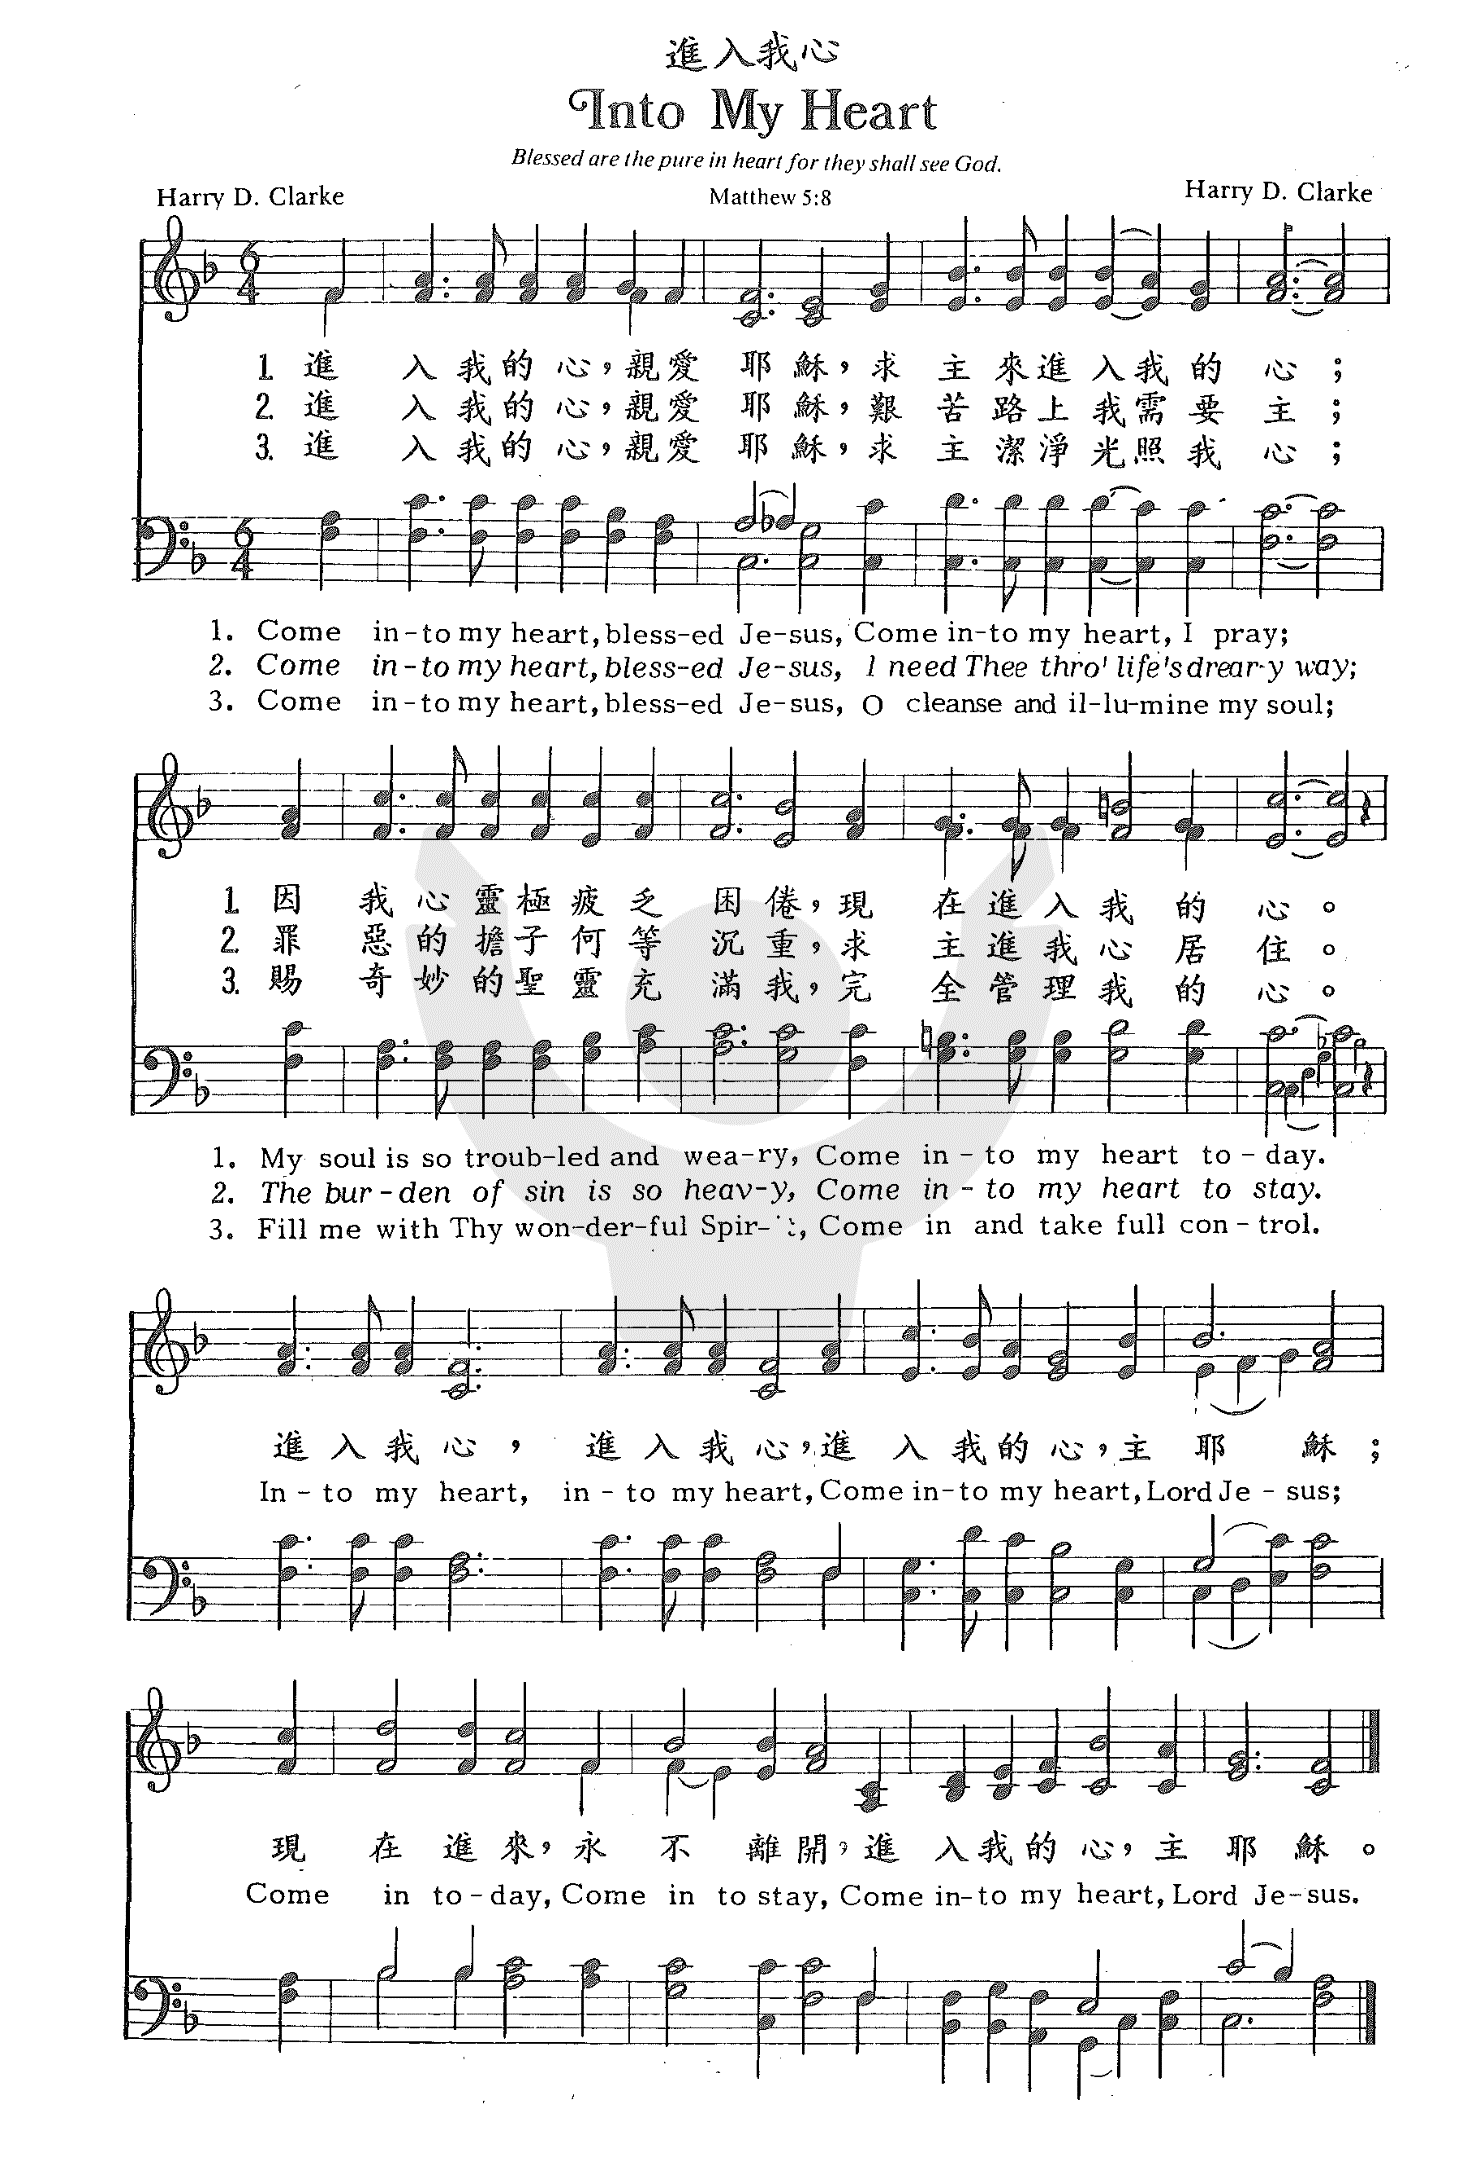 進入我心
Into My Heart
Blessed are the pure in heart for they shall see God.
Harry D. Clarke Matthew 5:8 Harry D. Clarke
1. 進入我的心，親愛耶穌，求主來進入我的心；
2. 進入我的心，親愛耶穌，艱苦路上我需要主；
3. 進入我的心，親愛耶穌，求主潔淨光照我心；
1. Come in-to my heart, bless-ed Je-sus, Come in-to my heart, I pray;
2. Come in-to my heart, bless-ed Je-sus, I need Thee thro' life's drear-y way;
3. Come in-to my heart, bless-ed Je-sus, O cleanse and il-lu-mine my soul;
1. 因我心靈極疲乏困倦，現在進入我的心。
2. 罪惡的擔子何等沉重，求主進我心居住。
3. 賜奇妙的聖靈充滿我，完全管理我的心。
1. My soul is so troub-led and wea-ry, Come in-to my heart to-day.
2. The bur-den of sin is so heav-y, Come in-to my heart to stay.
3. Fill me with Thy won-der-ful Spir-it, Come in and take full con-trol.
進入我心，進入我心，進入我的心，主耶穌；
In-to my heart, in-to my heart, Come in-to my heart, Lord Je-sus;
現在進來，永不離開，進入我的心，主耶穌。
Come in to-day, Come in to stay, Come in-to my heart, Lord Je-sus.